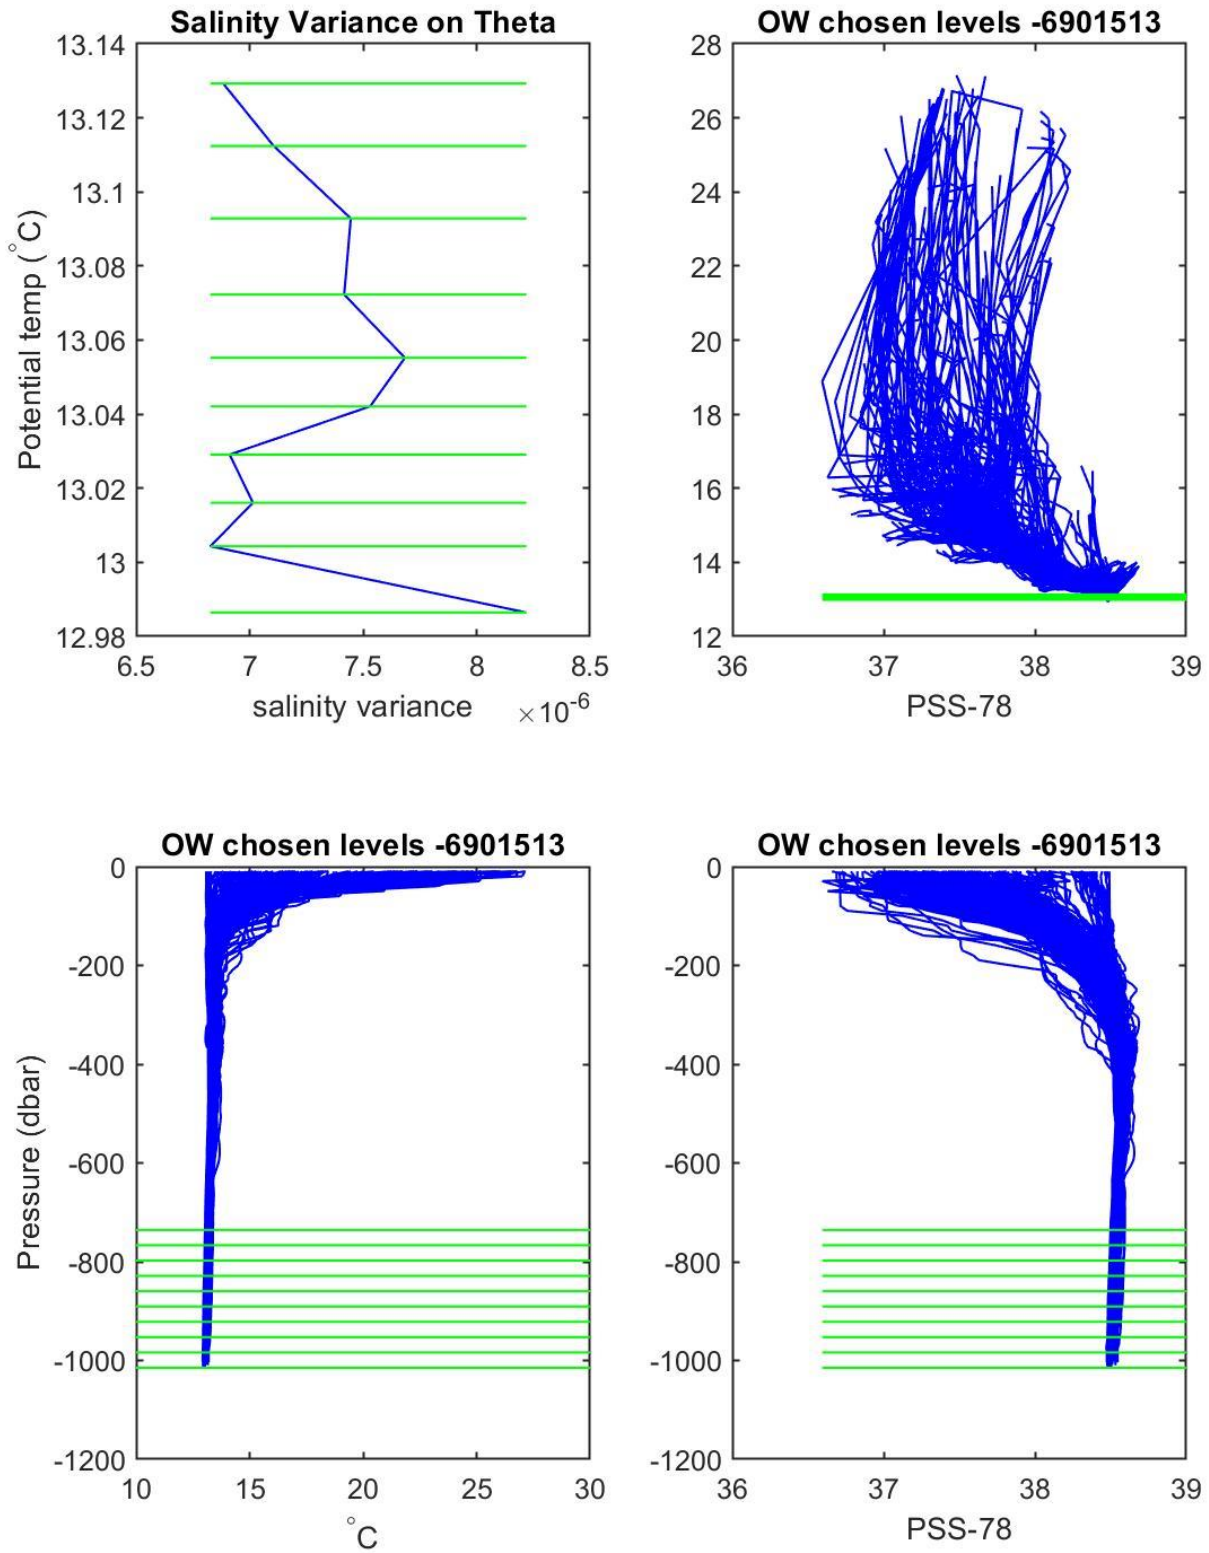 Salinity Variance on Theta
13.14
13.12
13.1
13.08
13.06
13.04
13.02
13
12.98
Potential temp (°C)
6.5 7 7.5 8 8.5
salinity variance ×10-6
OW chosen levels -6901513
28
26
24
22
20
18
16
14
12
36 37 38 39
PSS-78
OW chosen levels -6901513
0
-200
-400
-600
-800
-1000
-1200
Pressure (dbar)
10 15 20 25 30
°C
OW chosen levels -6901513
0
-200
-400
-600
-800
-1000
-1200
36 37 38 39
PSS-78